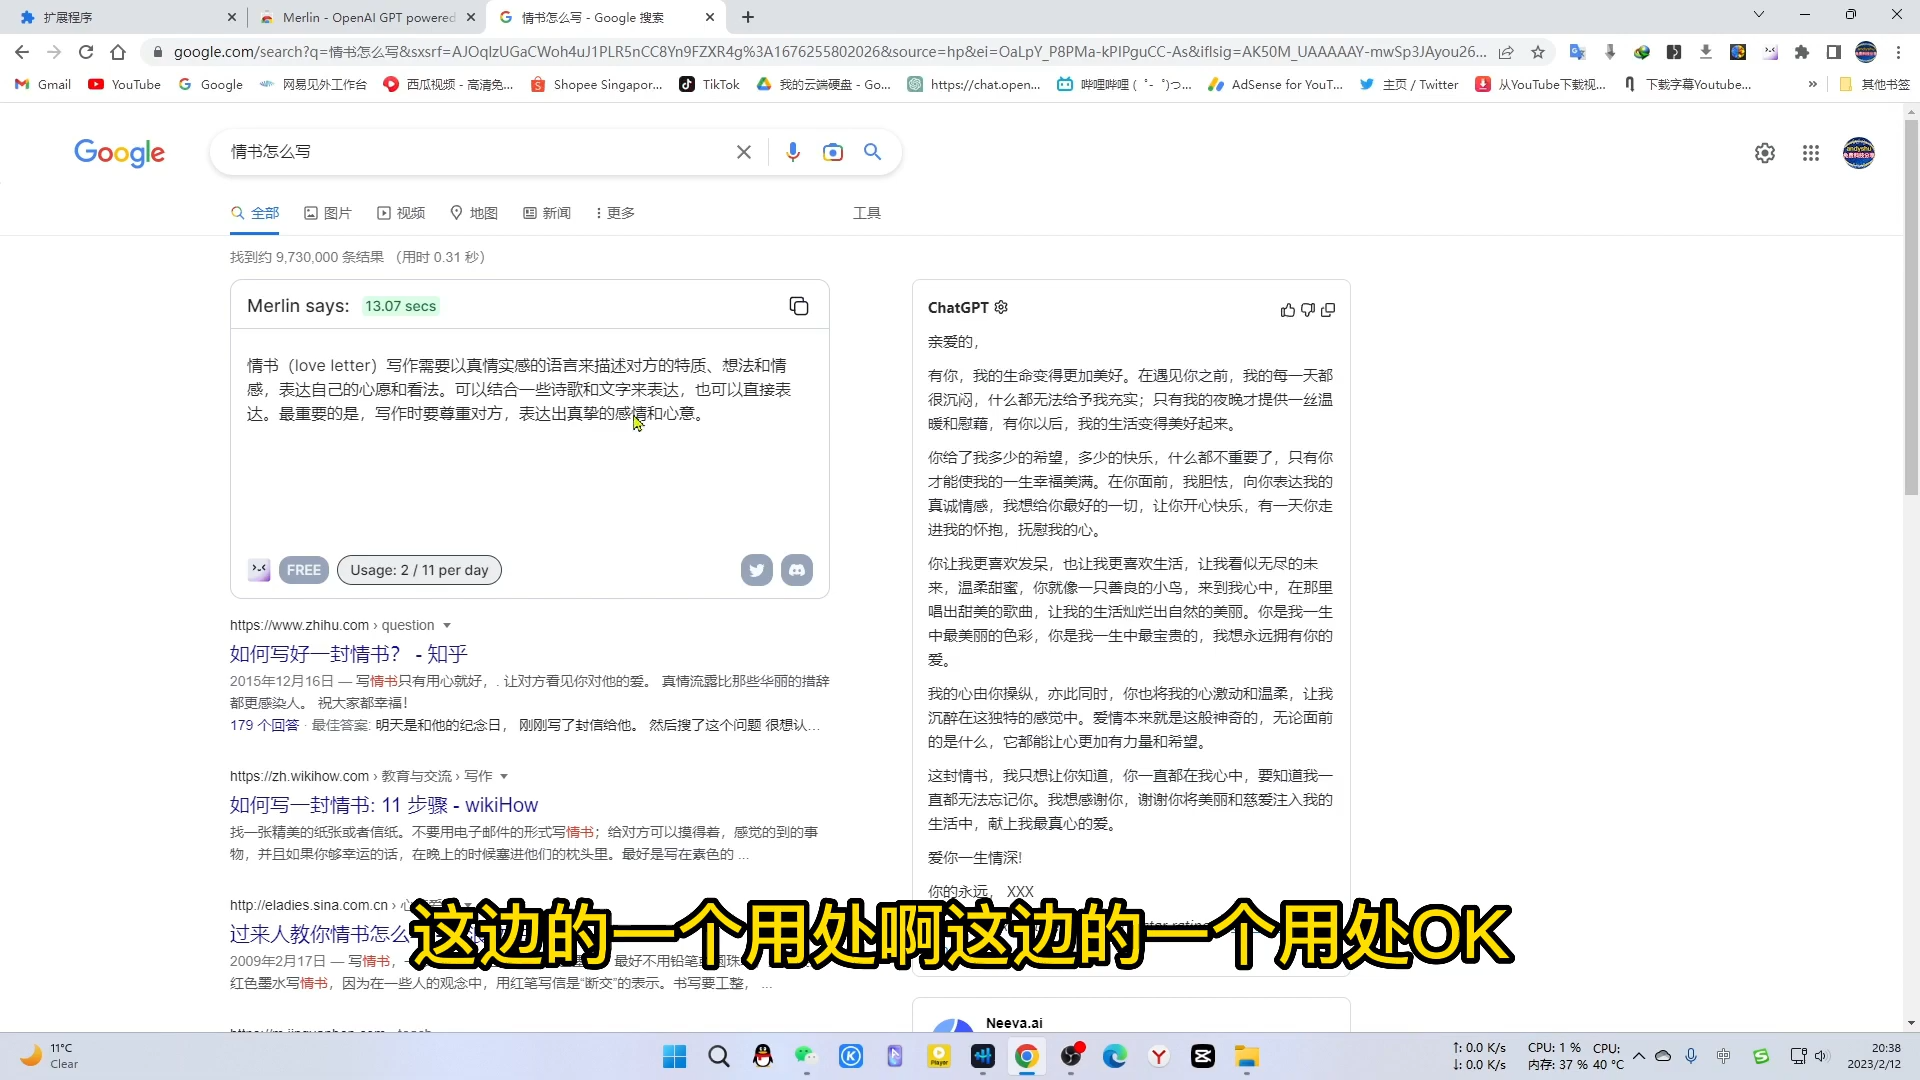 扩展程序
Merlin - OpenAI GPT powered
情书怎么写 - Google 搜索
google.com/search?q=情书怎么写&sxsrf=AJOqlzUGaCWoh4uJ1PLR5nCC8Yn9FZXR4g%3A1676255802026&source=hp&ei=OaLpY_P8PMa-kPIPguCC-As&iflsig=AK50M_UAAAAAY-mwSp3JAyou26...
Gmail
YouTube
Google
网易见外工作台
西瓜视频 - 高清免...
Shopee Singapor...
TikTok
我的云端硬盘 - Go...
https://chat.open...
哔哩哔哩 ( ゜- ゜)つ...
AdSense for YouT...
主页 / Twitter
从YouTube下载视...
下载字幕Youtube...
»
其他书签
Google
情书怎么写
全部
图片
视频
地图
新闻
更多
工具
找到约 9,730,000 条结果 （用时 0.31 秒）
Merlin says: 13.07 secs
情书（love letter）写作需要以真情实感的语言来描述对方的特质、想法和情
感，表达自己的心愿和看法。可以结合一些诗歌和文字来表达，也可以直接表
达。最重要的是，写作时要尊重对方，表达出真挚的感情和心意。
FREE
Usage: 2 / 11 per day
https://www.zhihu.com › question
如何写好一封情书？ - 知乎
2015年12月16日 — 写情书只有用心就好，. 让对方看见你对他的爱。 真情流露比那些华丽的措辞
都更感染人。 祝大家都幸福！
179 个回答 · 最佳答案: 明天是和他的纪念日， 刚刚写了封信给他。 然后搜了这个问题 很想认...
https://zh.wikihow.com › 教育与交流 › 写作
如何写一封情书: 11 步骤 - wikiHow
找一张精美的纸张或者信纸。不要用电子邮件的形式写情书；给对方可以摸得着，感觉的到的事
物，并且如果你够幸运的话，在晚上的时候塞进他们的枕头里。最好是写在素色的 ...
http://eladies.sina.com.cn ›
过来人教你情书怎么
2009年2月17日 — 写情书，
最好不用铅笔
红色墨水写情书，因为在一些人的观念中，用红笔写信是“断交”的表示。书写要工整， ...
ChatGPT
亲爱的，
有你，我的生命变得更加美好。在遇见你之前，我的每一天都
很沉闷，什么都无法给予我充实；只有我的夜晚才提供一丝温
暖和慰藉，有你以后，我的生活变得美好起来。
你给了我多少的希望，多少的快乐，什么都不重要了，只有你
才能使我的一生幸福美满。在你面前，我胆怯，向你表达我的
真诚情感，我想给你最好的一切，让你开心快乐，有一天你走
进我的怀抱，抚慰我的心。
你让我更喜欢发呆，也让我更喜欢生活，让我看似无尽的未
来，温柔甜蜜，你就像一只善良的小鸟，来到我心中，在那里
唱出甜美的歌曲，让我的生活灿烂出自然的美丽。你是我一生
中最美丽的色彩，你是我一生中最宝贵的，我想永远拥有你的
爱。
我的心由你操纵，亦此同时，你也将我的心激动和温柔，让我
沉醉在这独特的感觉中。爱情本来就是这般神奇的，无论面前
的是什么，它都能让心更加有力量和希望。
这封情书，我只想让你知道，你一直都在我心中，要知道我一
直都无法忘记你。我想感谢你，谢谢你将美丽和慈爱注入我的
生活中，献上我最真心的爱。
爱你一生情深!
你的永远， XXX
Neeva.ai
这边的一个用处啊这边的一个用处OK
11°C
Clear
↑: 0.0 K/s
↓: 0.0 K/s
CPU: 1 %
内存: 37 %
CPU:
40 °C
中
20:38
2023/2/12